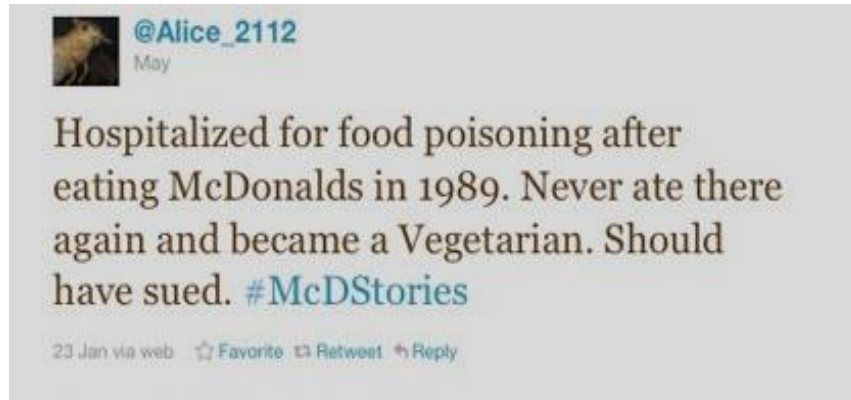 @Alice_2112
May
Hospitalized for food poisoning after
eating McDonalds in 1989. Never ate there
again and became a Vegetarian. Should
have sued. #McDStories
23 Jan via web Favorite Retweet Reply